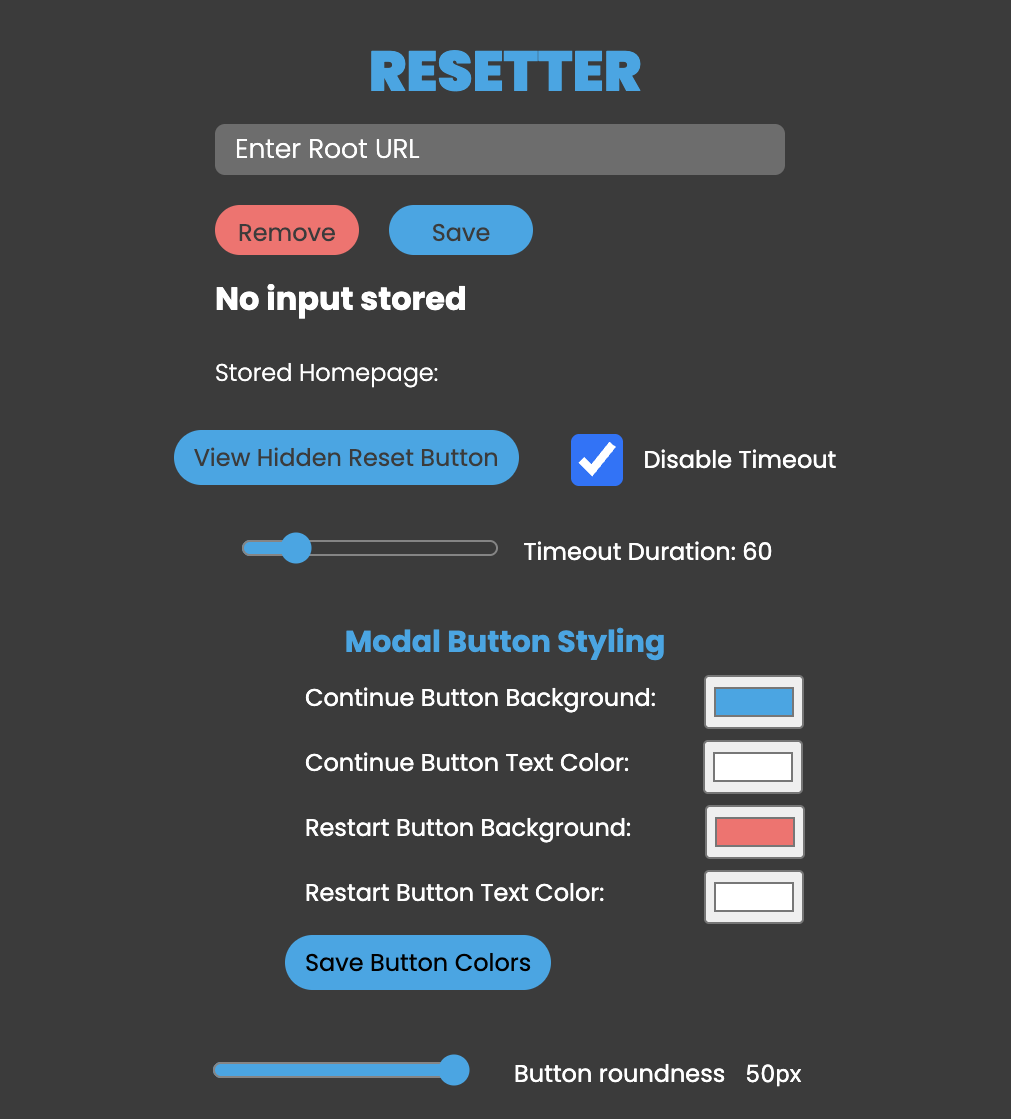 RESETTER
Enter Root URL
Remove Save
No input stored
Stored Homepage:
View Hidden Reset Button Disable Timeout
Timeout Duration: 60
Modal Button Styling
Continue Button Background:
Continue Button Text Color:
Restart Button Background:
Restart Button Text Color:
Save Button Colors
Button roundness 50px